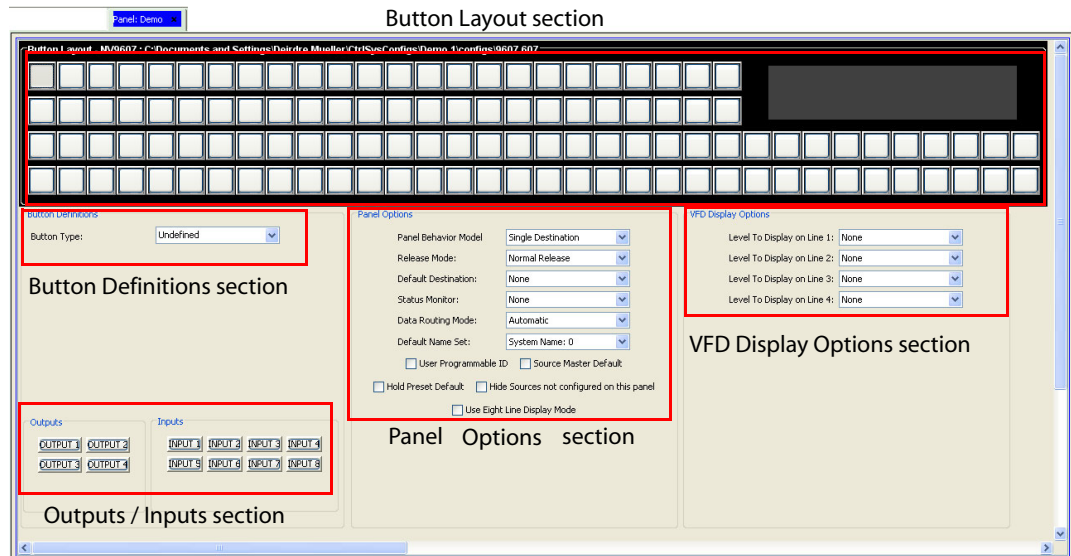 Panel: Demo
Button Layout section
Button Layout - NV9607 : C:\Documents and Settings\Deirdre Mueller\CtrlSysConfigs\Demo 1\configs\9607.607
Button Definitions
Button Type: Undefined
Button Definitions section
Panel Options
Panel Behavior Model Single Destination
Release Mode: Normal Release
Default Destination: None
Status Monitor: None
Data Routing Mode: Automatic
Default Name Set: System Name: 0
User Programmable ID Source Master Default
Hold Preset Default Hide Sources not configured on this panel
Use Eight Line Display Mode
Panel Options section
VFD Display Options
Level To Display on Line 1: None
Level To Display on Line 2: None
Level To Display on Line 3: None
Level To Display on Line 4: None
VFD Display Options section
Outputs
OUTPUT 1 OUTPUT 2
OUTPUT 3 OUTPUT 4
Inputs
INPUT 1 INPUT 2 INPUT 3 INPUT 4
INPUT 5 INPUT 6 INPUT 7 INPUT 8
Outputs / Inputs section